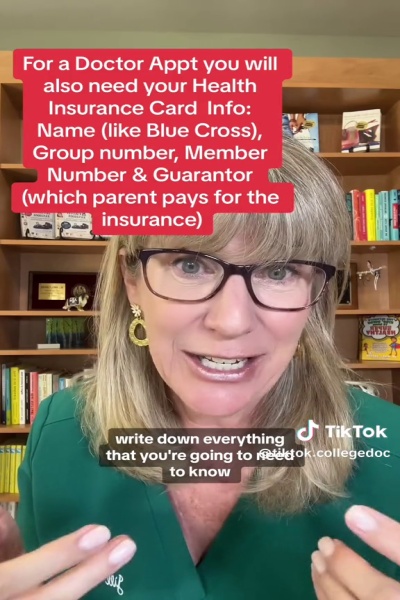 For a Doctor Appt you will
also need your Health
Insurance Card Info:
Name (like Blue Cross),
Group number, Member
Number & Guarantor
(which parent pays for the
insurance)
write down everything
that you're going to need
to know
TikTok
@tiktok.collegedoc